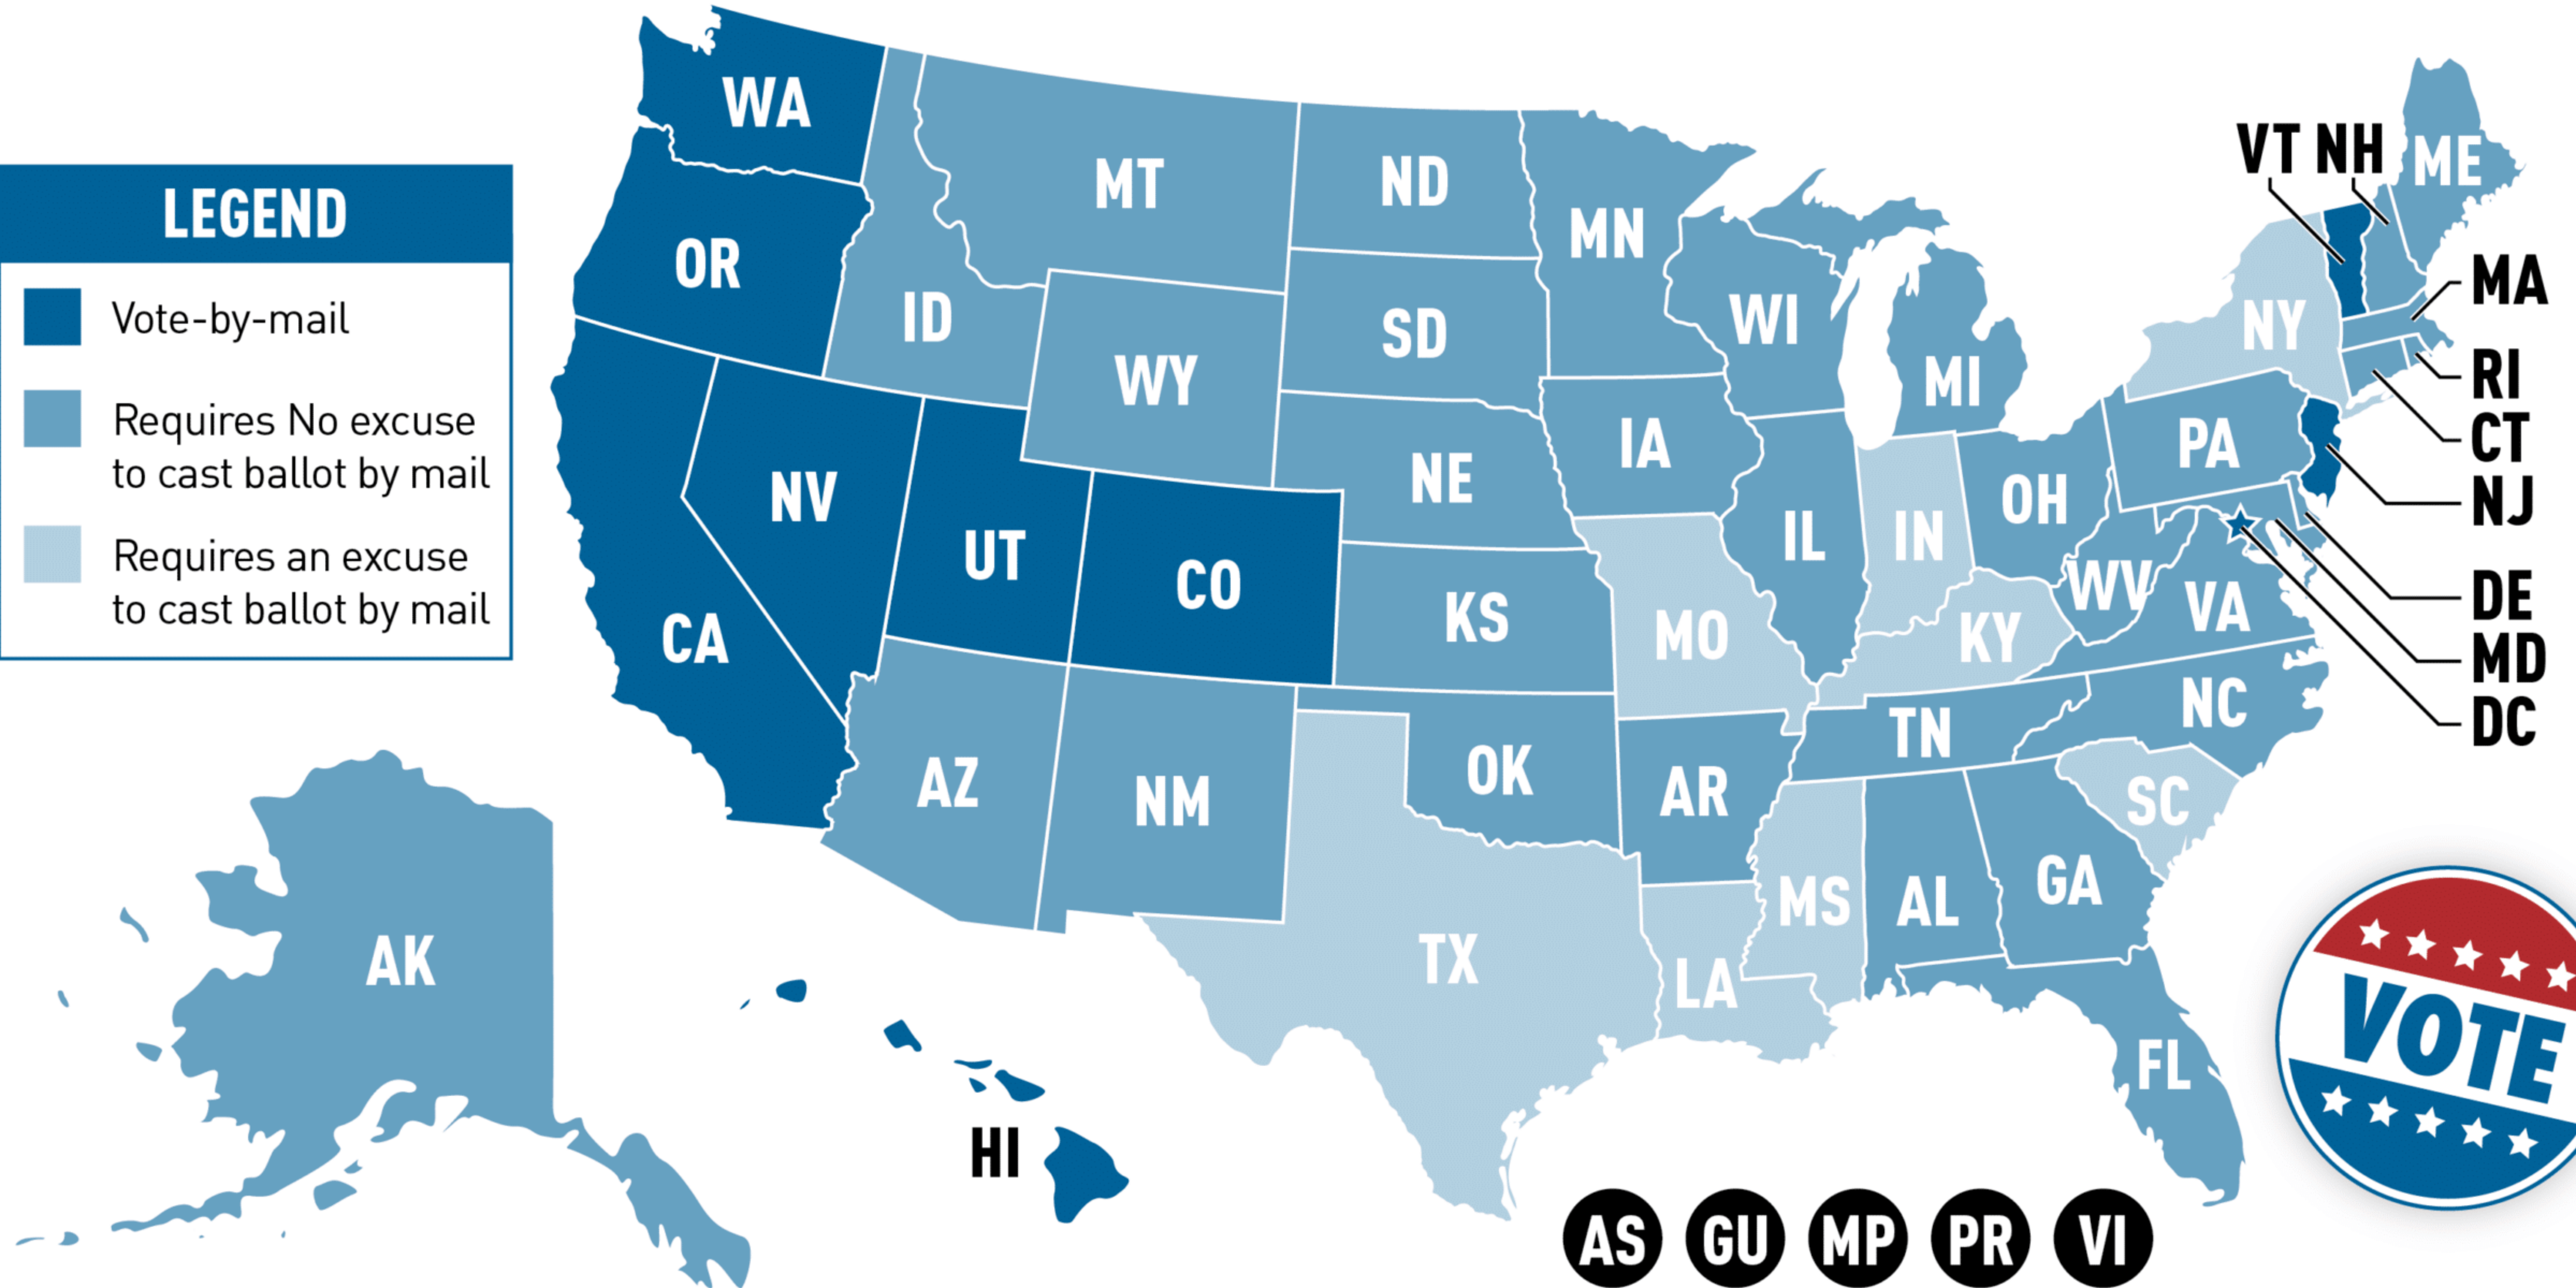 LEGEND
Vote-by-mail
Requires No excuse
to cast ballot by mail
Requires an excuse
to cast ballot by mail
WA
OR
CA
NV
ID
MT
WY
UT
CO
AZ
NM
ND
SD
NE
KS
OK
TX
MN
IA
MO
AR
LA
WI
IL
MI
IN
OH
KY
TN
MS
AL
GA
FL
SC
NC
VA
WV
PA
NY
VT NH
ME
MA
RI
CT
NJ
DE
MD
DC
AK
HI
AS GU MP PR VI
VOTE